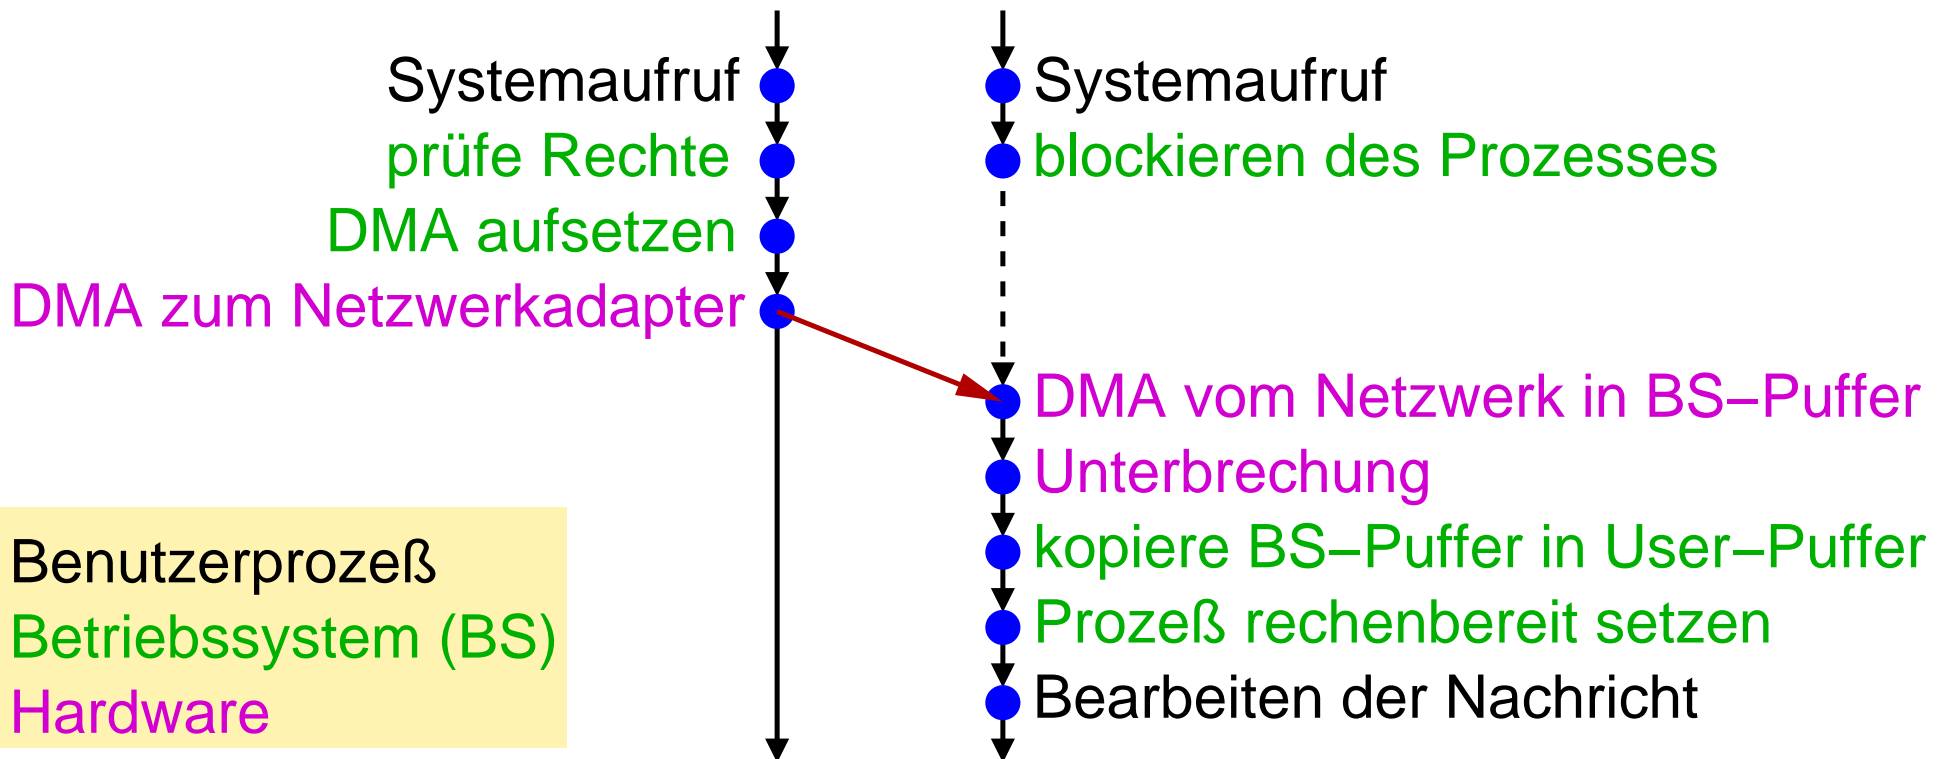 Systemaufruf
prüfe Rechte
DMA aufsetzen
DMA zum Netzwerkadapter
Systemaufruf
blockieren des Prozesses
DMA vom Netzwerk in BS–Puffer
Unterbrechung
kopiere BS–Puffer in User–Puffer
Prozeß rechenbereit setzen
Bearbeiten der Nachricht
Benutzerprozeß
Betriebssystem (BS)
Hardware